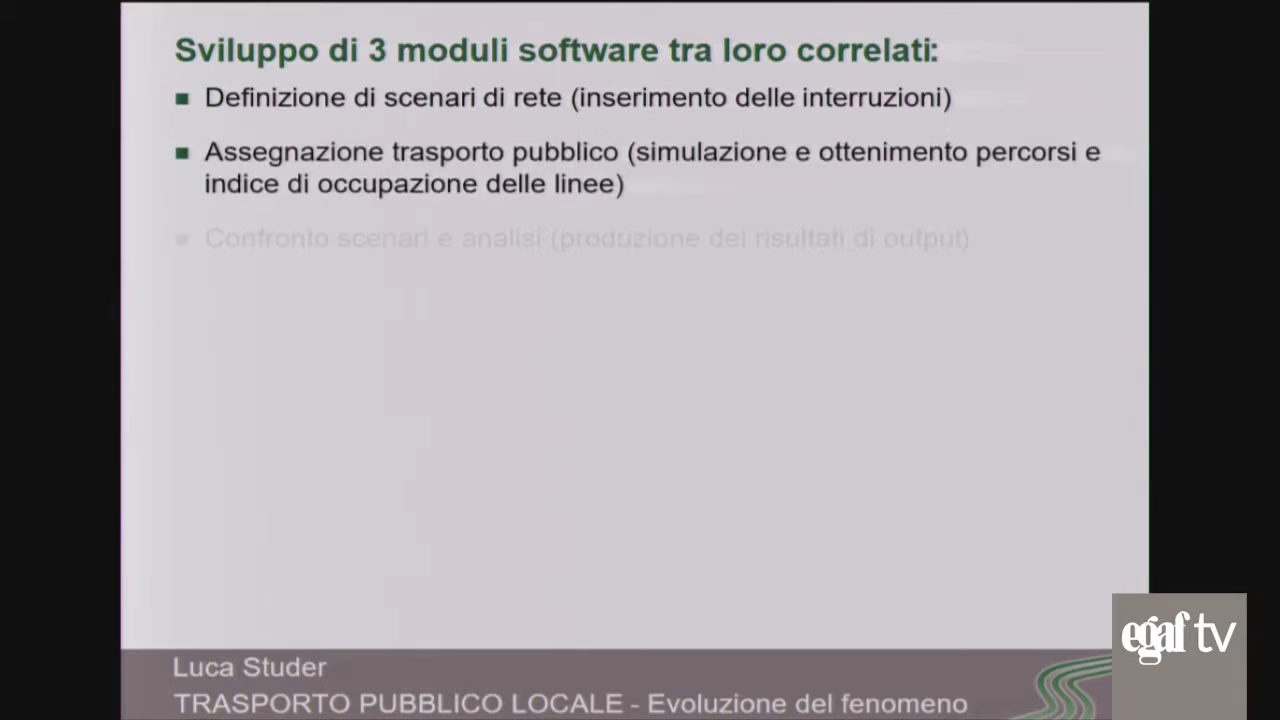 Sviluppo di 3 moduli software tra loro correlati:
Definizione di scenari di rete (inserimento delle interruzioni)
Assegnazione trasporto pubblico (simulazione e ottenimento percorsi e
indice di occupazione delle linee)
Confronto scenari e analisi (produzione dei risultati di output)
Luca Studer
TRASPORTO PUBBLICO LOCALE - Evoluzione del fenomeno
egaf tv